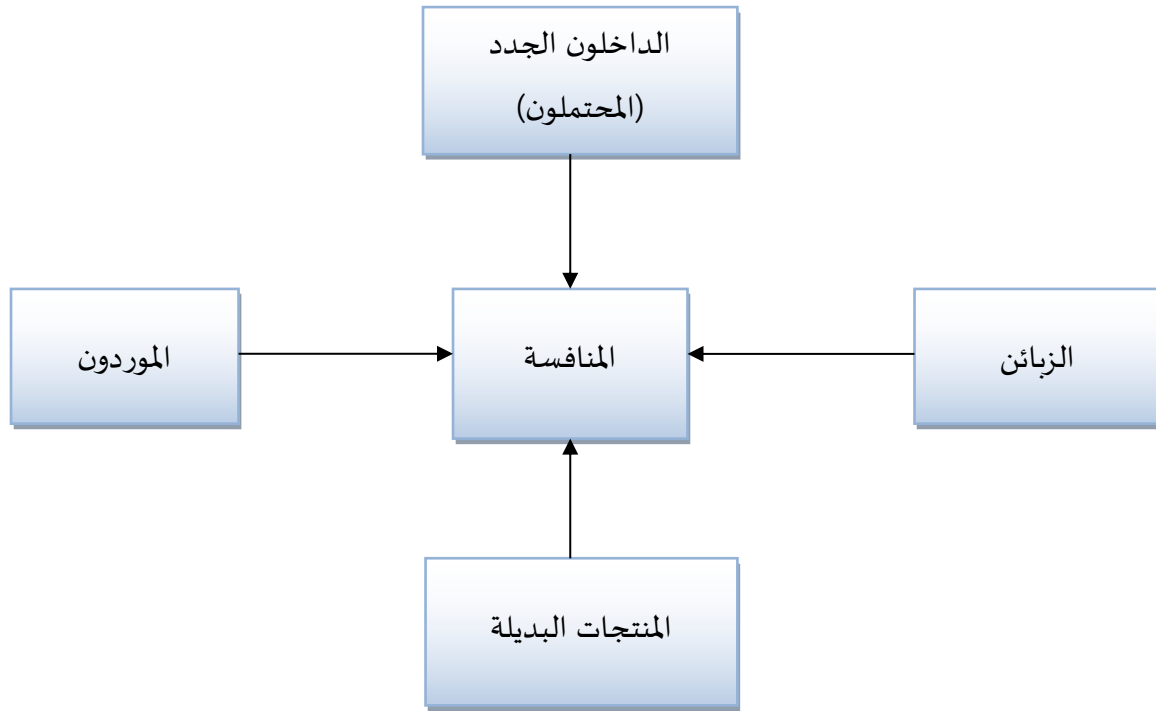 الداخلون الجدد
(المحتملون)
الموردون
المنافسة
الزبائن
المنتجات البديلة